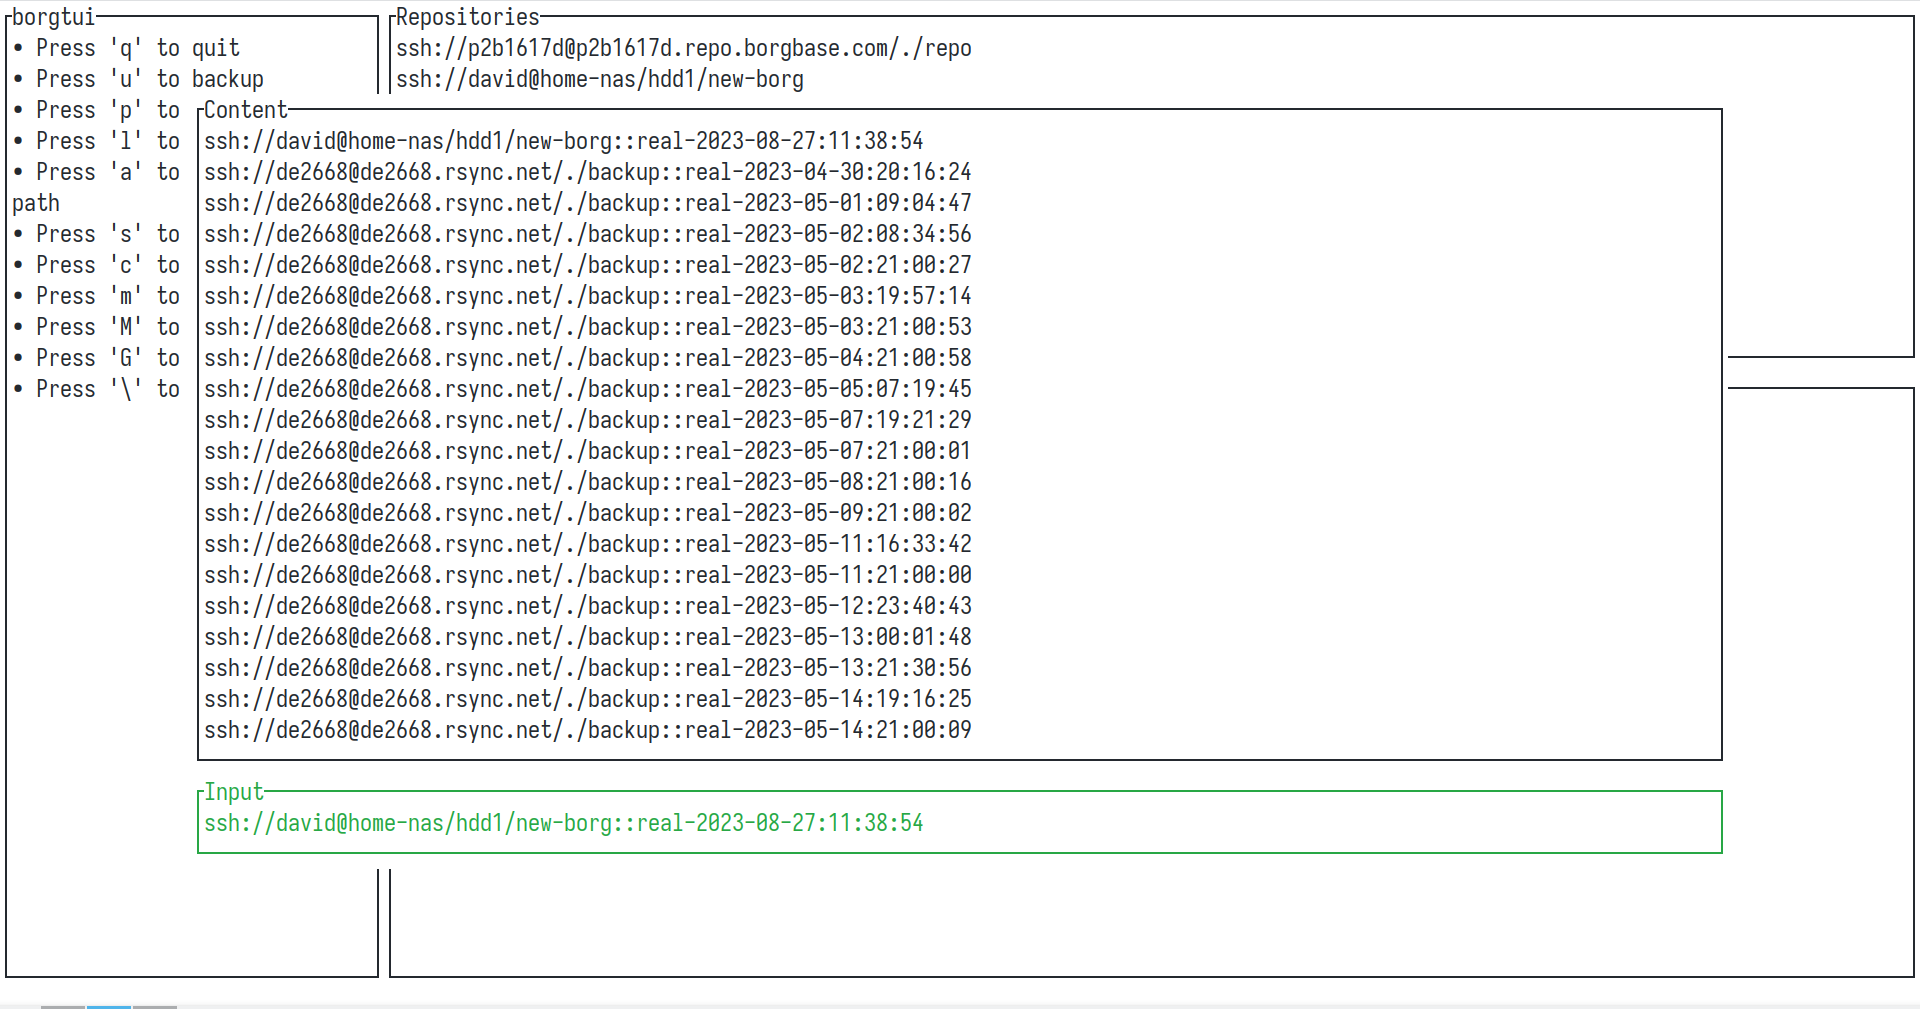 borgtui
• Press 'q' to quit
• Press 'u' to backup
• Press 'p' to
• Press 'l' to
• Press 'a' to
path
• Press 's' to
• Press 'c' to
• Press 'm' to
• Press 'M' to
• Press 'G' to
• Press '\' to
Repositories
ssh://p2b1617d@p2b1617d.repo.borgbase.com/./repo
ssh://david@home-nas/hdd1/new-borg
Content
ssh://david@home-nas/hdd1/new-borg::real-2023-08-27:11:38:54
ssh://de2668@de2668.rsync.net/./backup::real-2023-04-30:20:16:24
ssh://de2668@de2668.rsync.net/./backup::real-2023-05-01:09:04:47
ssh://de2668@de2668.rsync.net/./backup::real-2023-05-02:08:34:56
ssh://de2668@de2668.rsync.net/./backup::real-2023-05-02:21:00:27
ssh://de2668@de2668.rsync.net/./backup::real-2023-05-03:19:57:14
ssh://de2668@de2668.rsync.net/./backup::real-2023-05-03:21:00:53
ssh://de2668@de2668.rsync.net/./backup::real-2023-05-04:21:00:58
ssh://de2668@de2668.rsync.net/./backup::real-2023-05-05:07:19:45
ssh://de2668@de2668.rsync.net/./backup::real-2023-05-07:19:21:29
ssh://de2668@de2668.rsync.net/./backup::real-2023-05-07:21:00:01
ssh://de2668@de2668.rsync.net/./backup::real-2023-05-08:21:00:16
ssh://de2668@de2668.rsync.net/./backup::real-2023-05-09:21:00:02
ssh://de2668@de2668.rsync.net/./backup::real-2023-05-11:16:33:42
ssh://de2668@de2668.rsync.net/./backup::real-2023-05-11:21:00:00
ssh://de2668@de2668.rsync.net/./backup::real-2023-05-12:23:40:43
ssh://de2668@de2668.rsync.net/./backup::real-2023-05-13:00:01:48
ssh://de2668@de2668.rsync.net/./backup::real-2023-05-13:21:30:56
ssh://de2668@de2668.rsync.net/./backup::real-2023-05-14:19:16:25
ssh://de2668@de2668.rsync.net/./backup::real-2023-05-14:21:00:09
Input
ssh://david@home-nas/hdd1/new-borg::real-2023-08-27:11:38:54